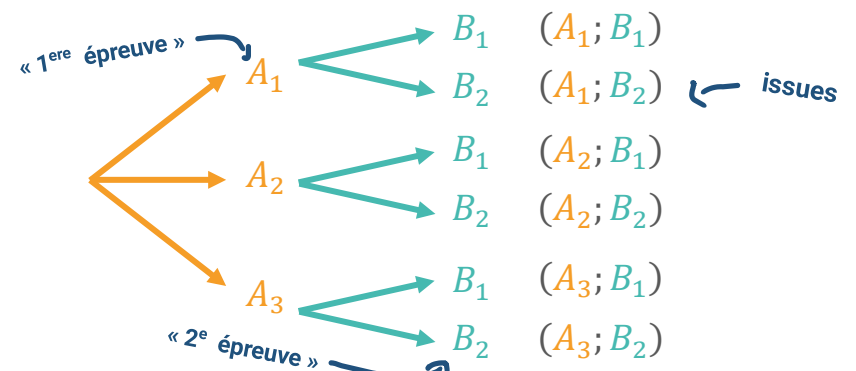 « 1ere épreuve »
A1
B1 (A1; B1)
B2 (A1; B2)
issues
A2
B1 (A2; B1)
B2 (A2; B2)
A3
B1 (A3; B1)
B2 (A3; B2)
« 2e épreuve »